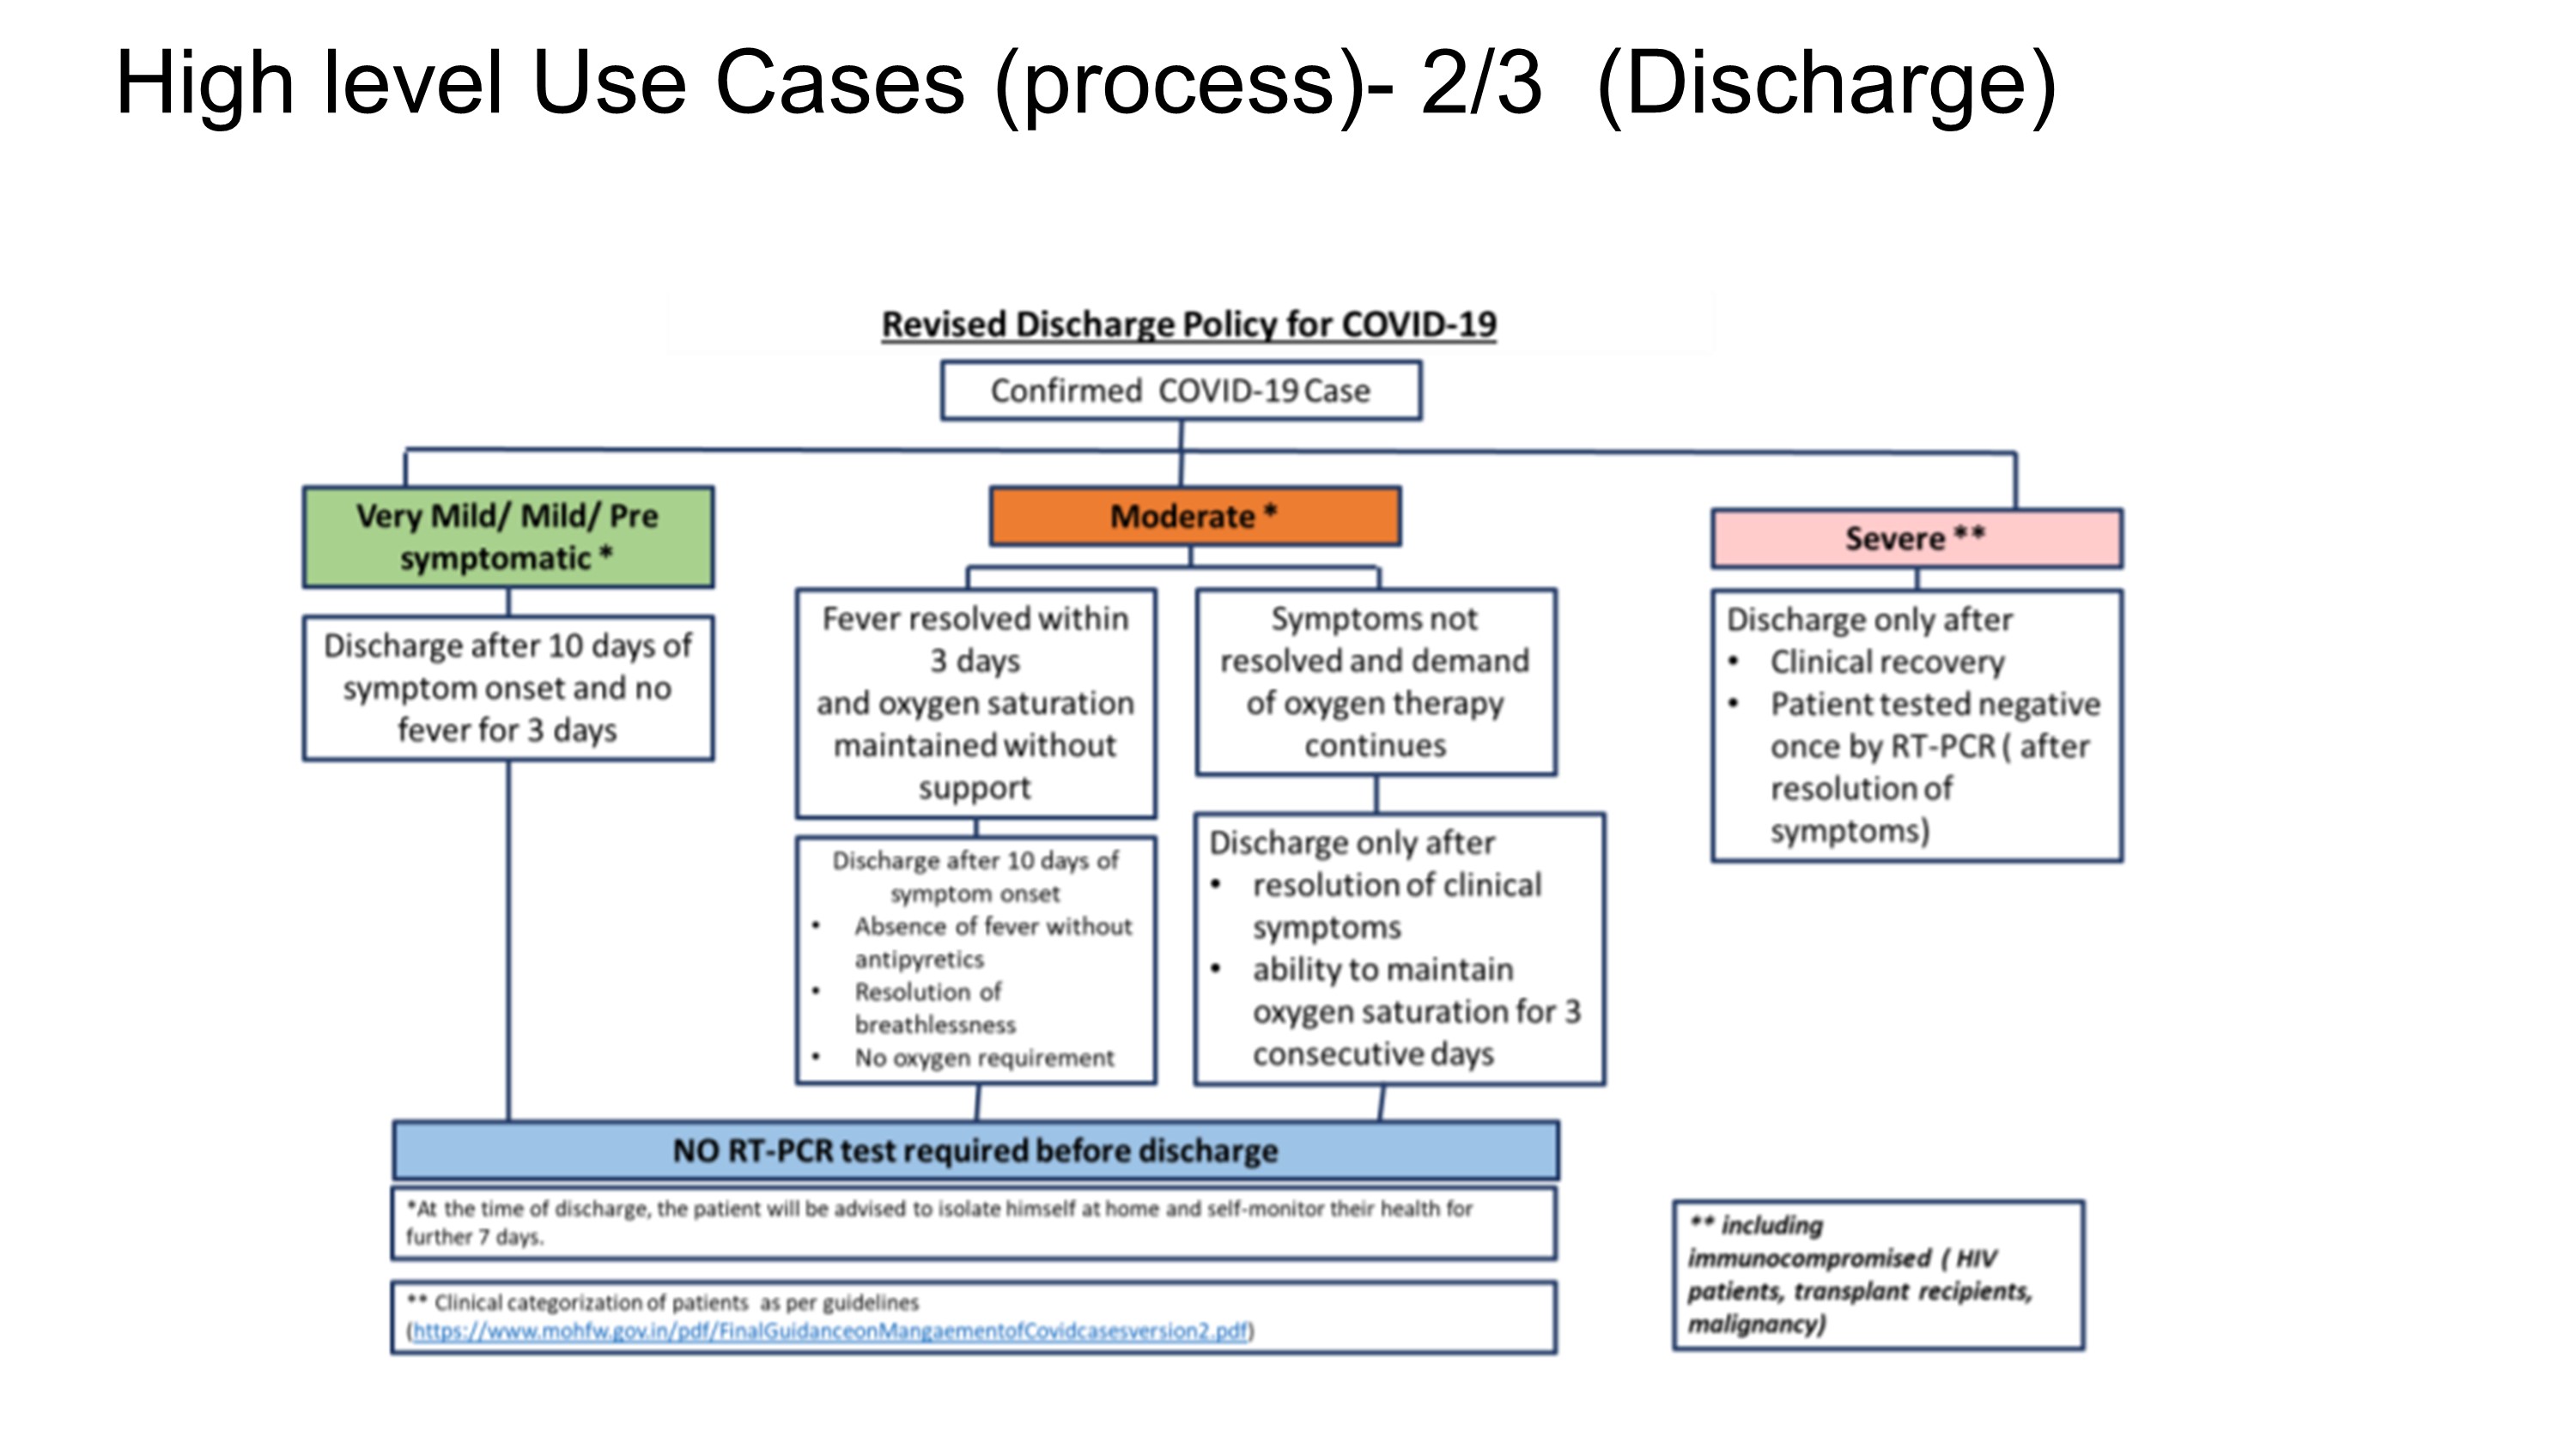 High level Use Cases (process)- 2/3  (Discharge)
Revised Discharge Policy for COVID-19
Confirmed COVID-19 Case
Very Mild/ Mild/ Pre
symptomatic *
Discharge after 10 days of
symptom onset and no
fever for 3 days
Moderate *
Fever resolved within
3 days
and oxygen saturation
maintained without
support
Discharge after 10 days of
symptom onset
• Absence of fever without
antipyretics
• Resolution of
breathlessness
• No oxygen requirement
Symptoms not
resolved and demand
of oxygen therapy
continues
Discharge only after
• resolution of clinical
symptoms
• ability to maintain
oxygen saturation for 3
consecutive days
Severe **
Discharge only after
• Clinical recovery
• Patient tested negative
once by RT-PCR ( after
resolution of
symptoms)
NO RT-PCR test required before discharge
*At the time of discharge, the patient will be advised to isolate himself at home and self-monitor their health for
further 7 days.
** Clinical categorization of patients as per guidelines
(https://www.mohfw.gov.in/pdf/FinalGuidanceonMangaementofCovidcasesversion2.pdf)
** including
immunocompromised ( HIV
patients, transplant recipients,
malignancy)